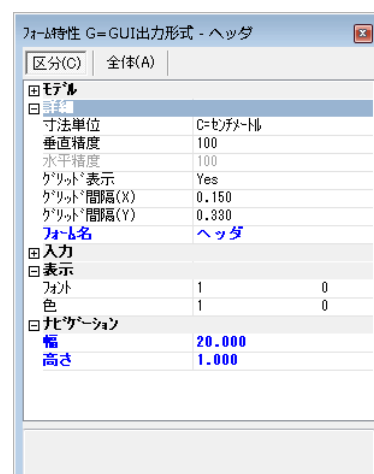 ﾌｫｰﾑ特性 G=GUI出力形式 - ヘッダ
区分(C) 全体(A)
ﾓﾃﾞﾙ
詳細
寸法単位 C=ｾﾝﾁﾒｰﾄﾙ
垂直精度 100
水平精度 100
ｸﾞﾘｯﾄﾞ表示 Yes
ｸﾞﾘｯﾄﾞ間隔(X) 0.150
ｸﾞﾘｯﾄﾞ間隔(Y) 0.330
ﾌｫｰﾑ名 ヘッダ
入力
表示
ﾌｫﾝﾄ 1 0
色 1 0
ﾅﾋﾞｹﾞｰｼｮﾝ
幅 20.000
高さ 1.000